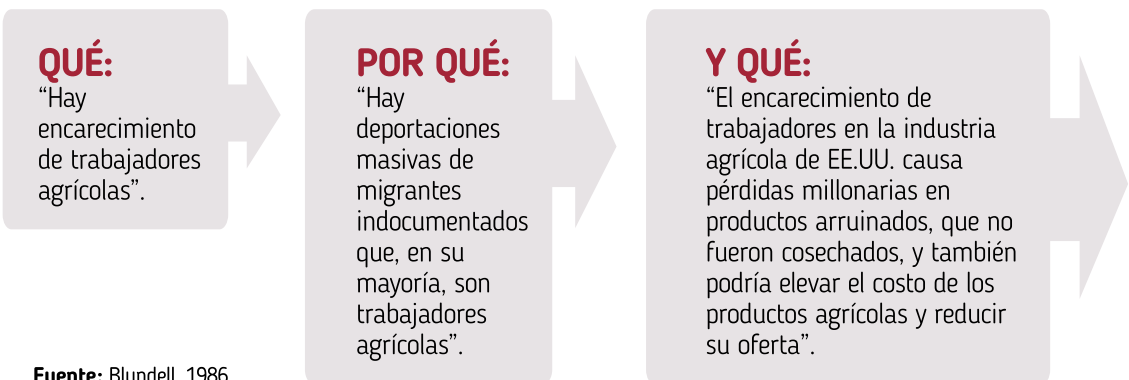 QUÉ:
“Hay
encarecimiento
de trabajadores
agrícolas”.
POR QUÉ:
“Hay
deportaciones
masivas de
migrantes
indocumentados
que, en su
mayoría, son
trabajadores
agrícolas”.
Y QUÉ:
“El encarecimiento de
trabajadores en la industria
agrícola de EE.UU. causa
pérdidas millonarias en
productos arruinados, que no
fueron cosechados, y también
podría elevar el costo de los
productos agrícolas y reducir
su oferta”.
Fuente: Blundell, 1986